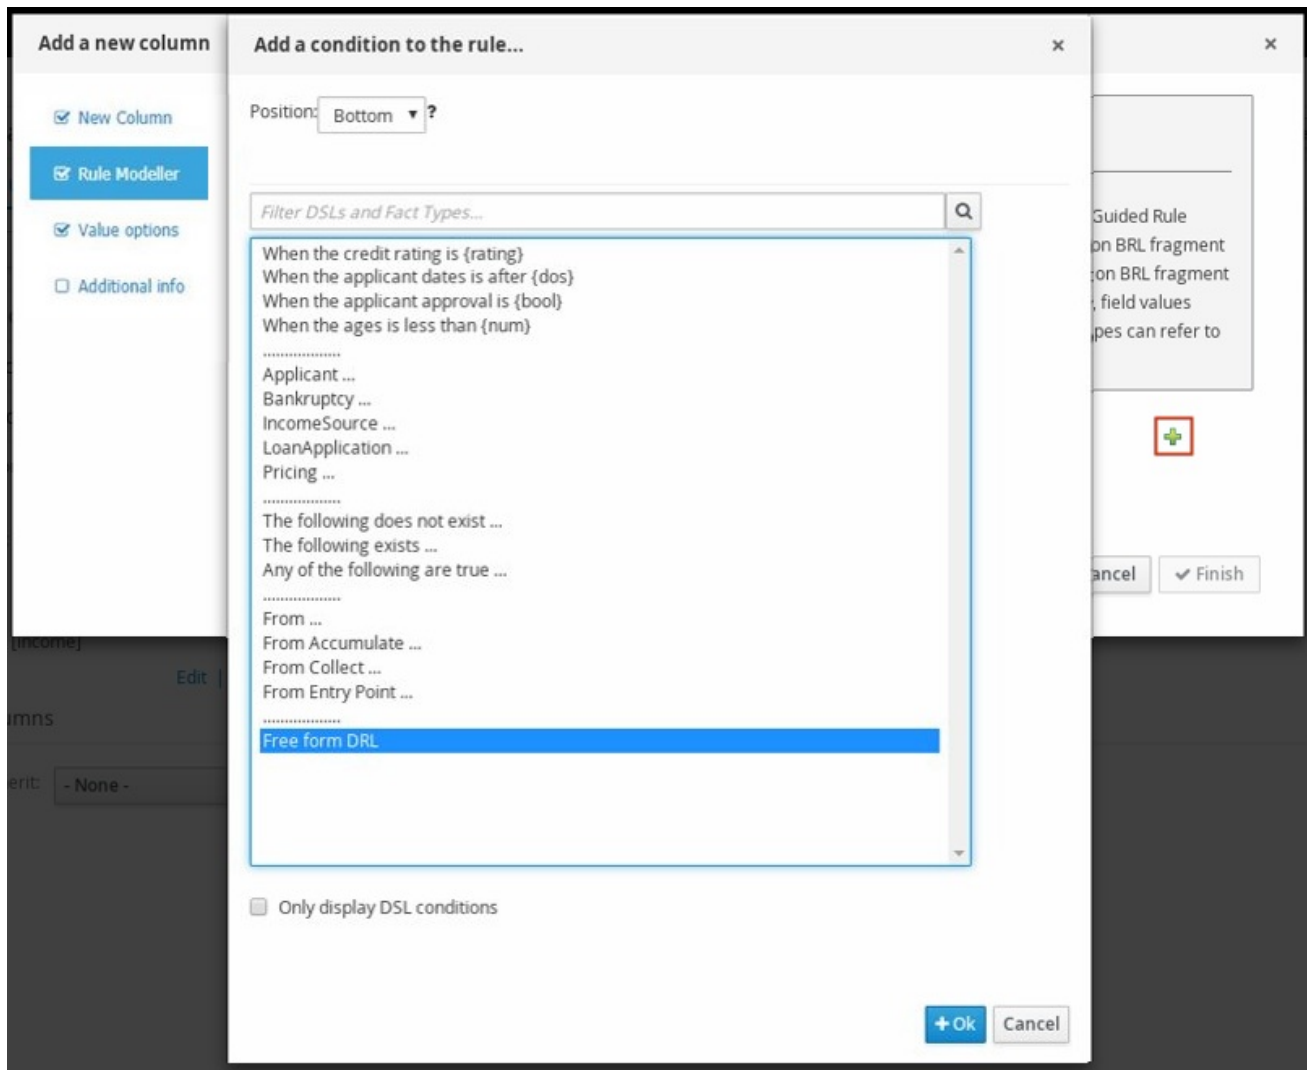 Add a new column
Add a condition to the rule...
×
×
New Column
Rule Modeller
Value options
Additional info
Position:
Bottom
?
Filter DSLs and Fact Types...
When the credit rating is {rating}
When the applicant dates is after {dos}
When the applicant approval is {bool}
When the ages is less than {num}
...................
Applicant ...
Bankruptcy ...
IncomeSource ...
LoanApplication ...
Pricing ...
...................
The following does not exist ...
The following exists ...
Any of the following are true ...
...................
From ...
From Accumulate ...
From Collect ...
From Entry Point ...
...................
Free form DRL
Only display DSL conditions
+ Ok
Cancel
Guided Rule
on BRL fragment
on BRL fragment
, field values
pes can refer to
ancel
Finish
[income]
Edit |
umns
erit:
- None -